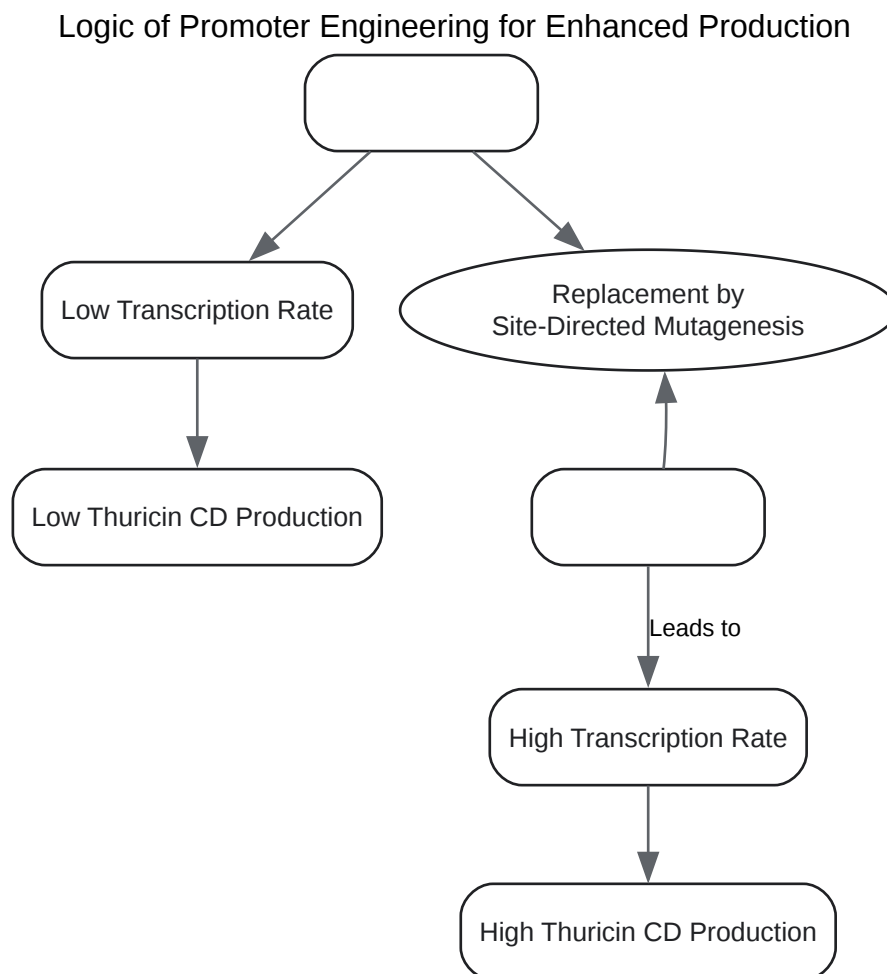 Logic of Promoter Engineering for Enhanced Production
Low Transcription Rate
Replacement by
Site-Directed Mutagenesis
Low Thuricin CD Production
Leads to
High Transcription Rate
High Thuricin CD Production